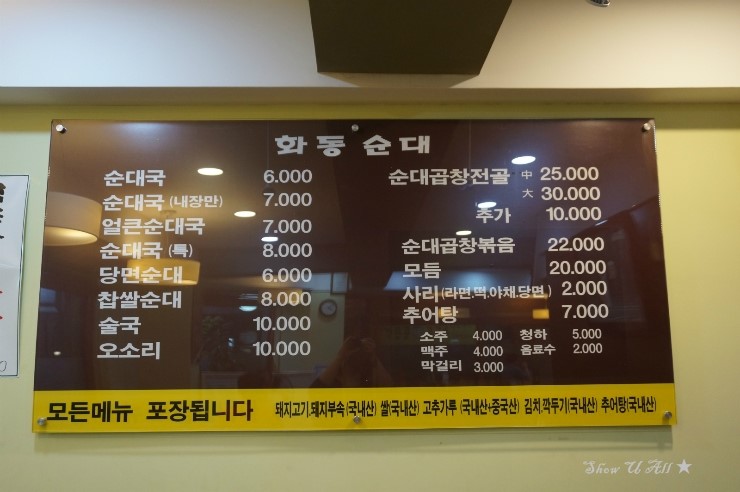 화동순대
순대국 6.000
순대국 (내장만) 7.000
얼큰순대국 7.000
순대국 (특) 8.000
당면순대 6.000
찹쌀순대 8.000
술국 10.000
오소리 10.000
순대곱창전골 中 25.000
大 30.000
추가 10.000
순대곱창볶음 22.000
모듬 20.000
사리(라면.떡.야채.당면) 2.000
추어탕 7.000
소주 4.000 청하 5.000
맥주 4.000 음료수 2.000
막걸리 3.000
모든메뉴 포장됩니다 돼지고기.돼지부속(국내산) 쌀(국내산) 고추가루 (국내산+중국산) 김치,깍두기(국내산) 추어탕(국내산)
Show U All ★